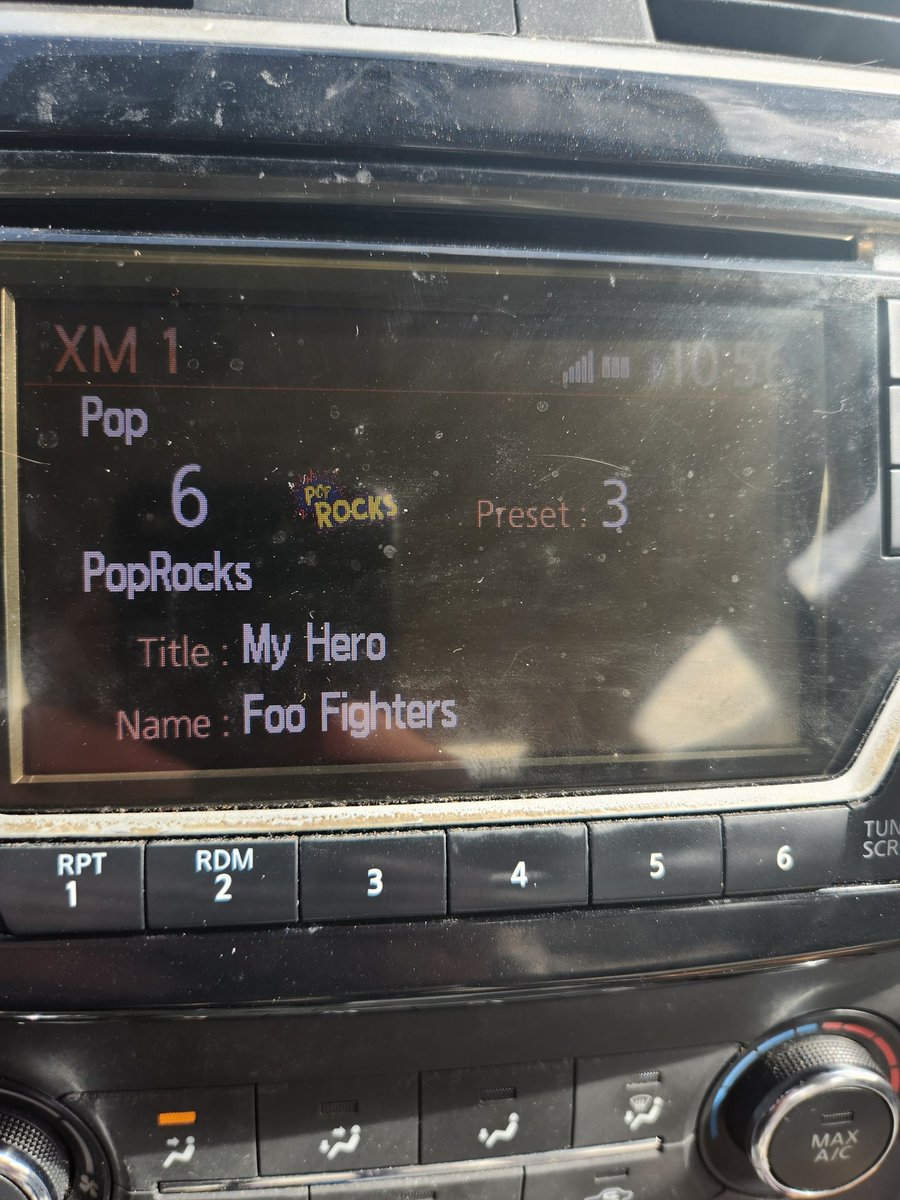 XM 1
Pop
6
POP
ROCKS
Preset : 3
PopRocks
Title : My Hero
Name : Foo Fighters
RPT
1
RDM
2
3
4
5
6
MAX
A/C